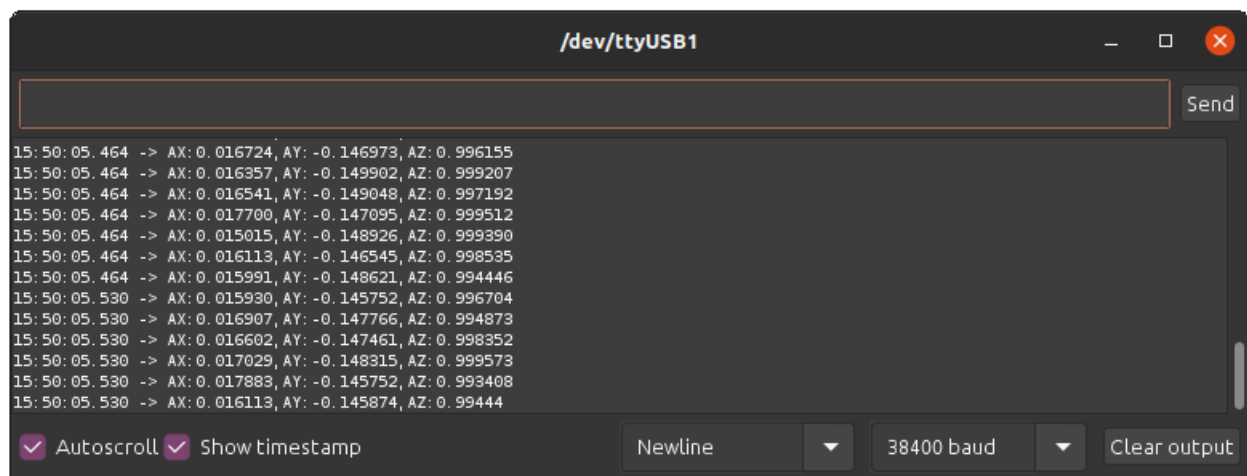 /dev/ttyUSB1
Send
15:50:05.464 -> AX:0.016724,AY:-0.146973,AZ:0.996155
15:50:05.464 -> AX:0.016357,AY:-0.149902,AZ:0.999207
15:50:05.464 -> AX:0.016541,AY:-0.149048,AZ:0.997192
15:50:05.464 -> AX:0.017700,AY:-0.147095,AZ:0.999512
15:50:05.464 -> AX:0.015015,AY:-0.148926,AZ:0.999390
15:50:05.464 -> AX:0.016113,AY:-0.146545,AZ:0.998535
15:50:05.464 -> AX:0.015991,AY:-0.148621,AZ:0.994446
15:50:05.530 -> AX:0.015930,AY:-0.145752,AZ:0.996704
15:50:05.530 -> AX:0.016907,AY:-0.147766,AZ:0.994873
15:50:05.530 -> AX:0.016602,AY:-0.147461,AZ:0.998352
15:50:05.530 -> AX:0.017029,AY:-0.148315,AZ:0.999573
15:50:05.530 -> AX:0.017883,AY:-0.145752,AZ:0.993408
15:50:05.530 -> AX:0.016113,AY:-0.145874,AZ:0.99444
Autoscroll Show timestamp Newline 38400 baud Clear output